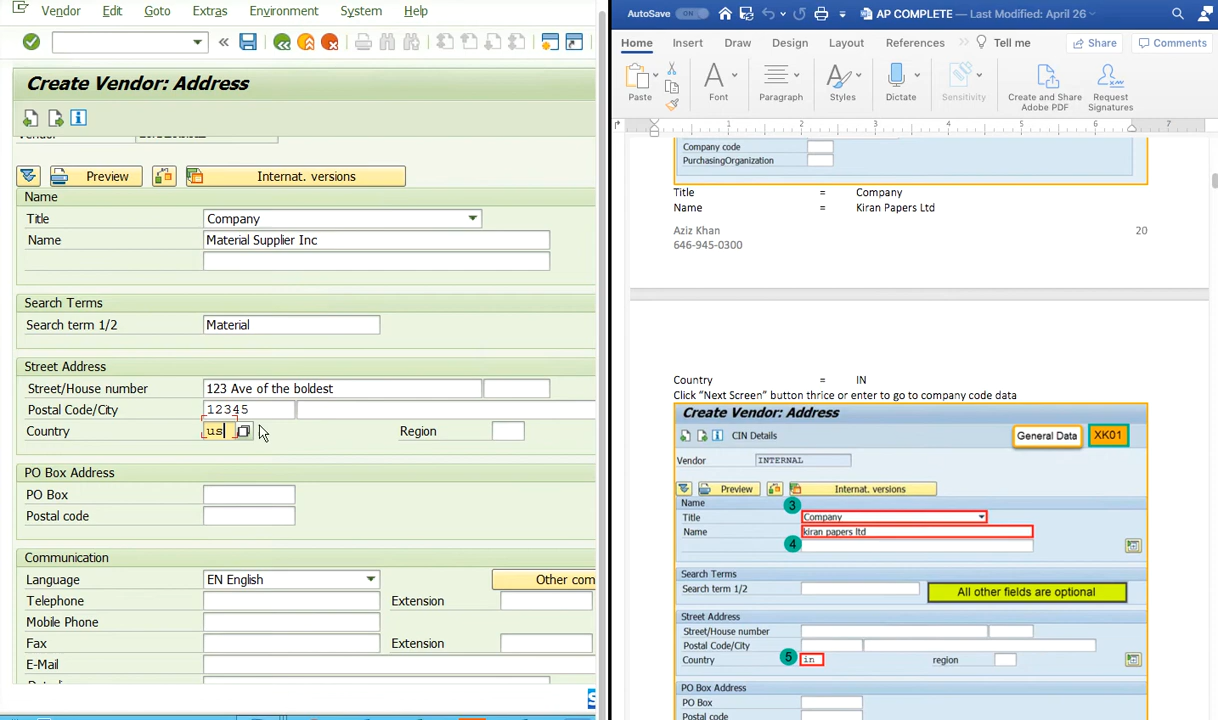 Vendor Edit Goto Extras Environment System Help
Create Vendor: Address
Vendor
Preview Internat. versions
Name
Title Company
Name Material Supplier Inc
Search Terms
Search term 1/2 Material
Street Address
Street/House number 123 Ave of the boldest
Postal Code/City 12345
Country us Region
PO Box Address
PO Box
Postal code
Communication
Language EN English Other com
Telephone Extension
Mobile Phone
Fax Extension
E-Mail
AutoSave ON AP COMPLETE — Last Modified: April 26
Home Insert Draw Design Layout References Tell me Share Comments
Paste Font Paragraph Styles Dictate Sensitivity Create and Share Adobe PDF Request Signatures
1 2 3 4 5 6 7
Company code
PurchasingOrganization
Title = Company
Name = Kiran Papers Ltd
Aziz Khan 20
646-945-0300
Country = IN
Click “Next Screen” button thrice or enter to go to company code data
Create Vendor: Address
CIN Details General Data XK01
Vendor INTERNAL
Preview Internat. versions
Name 3
Title Company
Name kiran papers ltd
4
Search Terms
Search term 1/2 All other fields are optional
Street Address
Street/House number
Postal Code/City
Country 5 in region
PO Box Address
PO Box
Postal code